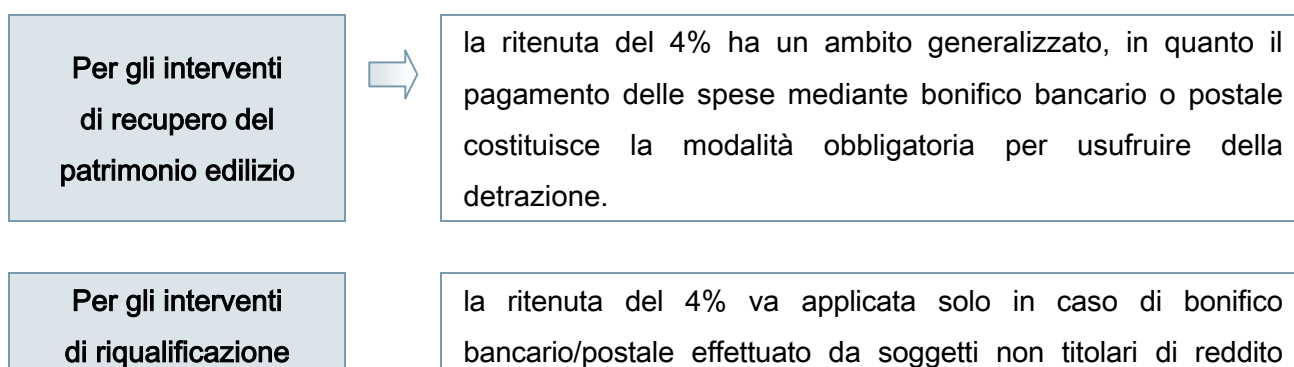 Per gli interventi
di recupero del
patrimonio edilizio
la ritenuta del 4% ha un ambito generalizzato, in quanto il
pagamento delle spese mediante bonifico bancario o postale
costituisce la modalità obbligatoria per usufruire della
detrazione.
Per gli interventi
di riqualificazione
la ritenuta del 4% va applicata solo in caso di bonifico
bancario/postale effettuato da soggetti non titolari di reddito